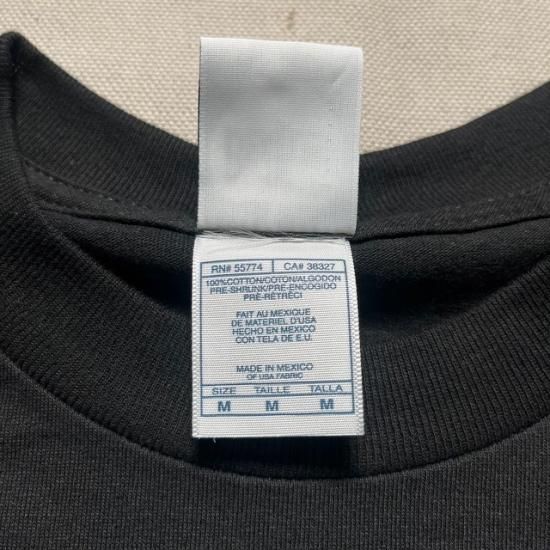 RN# 55774 CA# 38327
100%COTTON/COTON/ALGODON
PRE-SHRUNK/PRE-ENCOGIDO
PRÉ-RÉTRÉCI
FAIT AU MEXIQUE
DE MATERIEL D'USA
HECHO EN MEXICO
CON TELA DE E.U.
MADE IN MEXICO
OF USA FABRIC
SIZE TAILLE TALLA
M M M